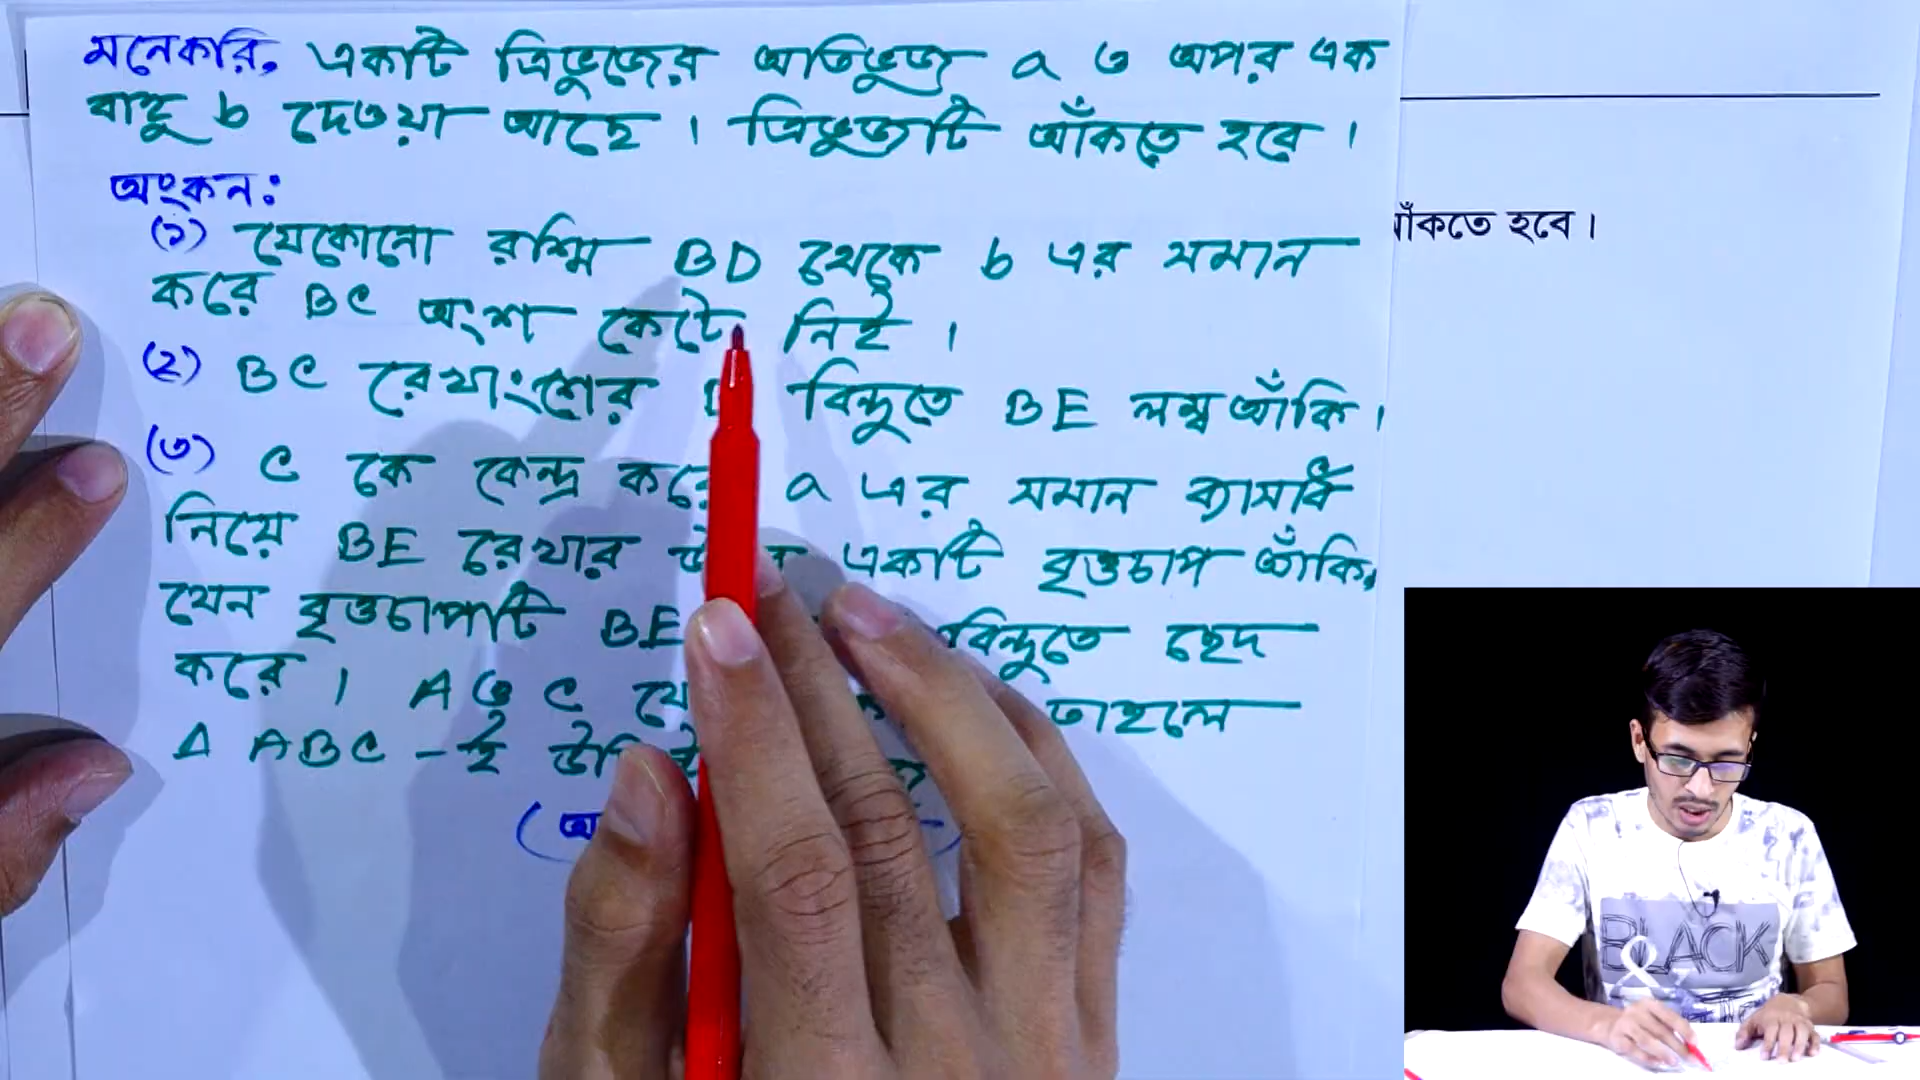 মনেকরি, একটি ত্রিভুজের অতিভুজ a ও অপর এক
বাহু b দেওয়া আছে । ত্রিভুজটি আঁকতে হবে ।
অংকন:
(১) যেকোনো রশ্মি BD থেকে b এর সমান
করে BC অংশ কেটে নিই ।
(২) BC রেখাংশের বিন্দুতে BE লম্ব আঁকি ।
(৩) C কে কেন্দ্র করে a এর সমান ব্যাসার্ধ
নিয়ে BE রেখার একটি বৃত্তচাপ আঁকি,
যেন বৃত্তচাপটি BE বিন্দুতে ছেদ
করে । A ও C তাহলে
Δ ABC - ই
আঁকতে হবে ।
BLACK
&